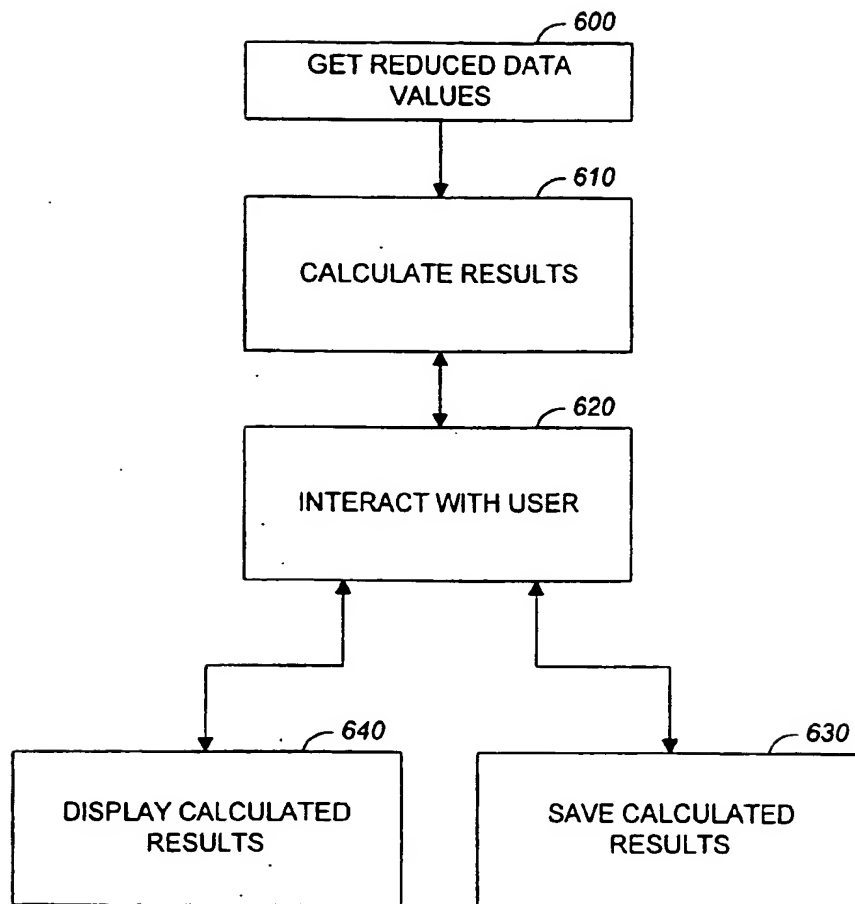 600
GET REDUCED DATA
VALUES
610
CALCULATE RESULTS
620
INTERACT WITH USER
640
DISPLAY CALCULATED
RESULTS
630
SAVE CALCULATED
RESULTS